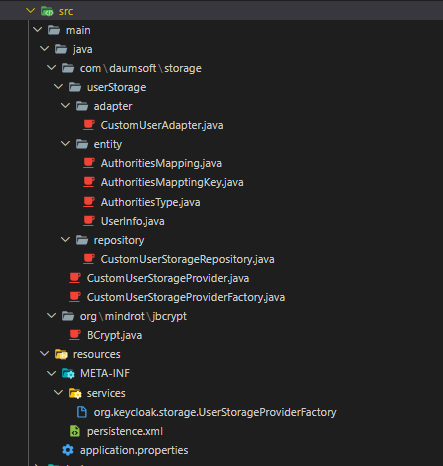 src
main
java
com \ daumsoft \ storage
userStorage
adapter
CustomUserAdapter.java
entity
AuthoritiesMapping.java
AuthoritiesMapptingKey.java
AuthoritiesType.java
UserInfo.java
repository
CustomUserStorageRepository.java
CustomUserStorageProvider.java
CustomUserStorageProviderFactory.java
org \ mindrot \ jbcrypt
BCrypt.java
resources
META-INF
services
org.keycloak.storage.UserStorageProviderFactory
persistence.xml
application.properties